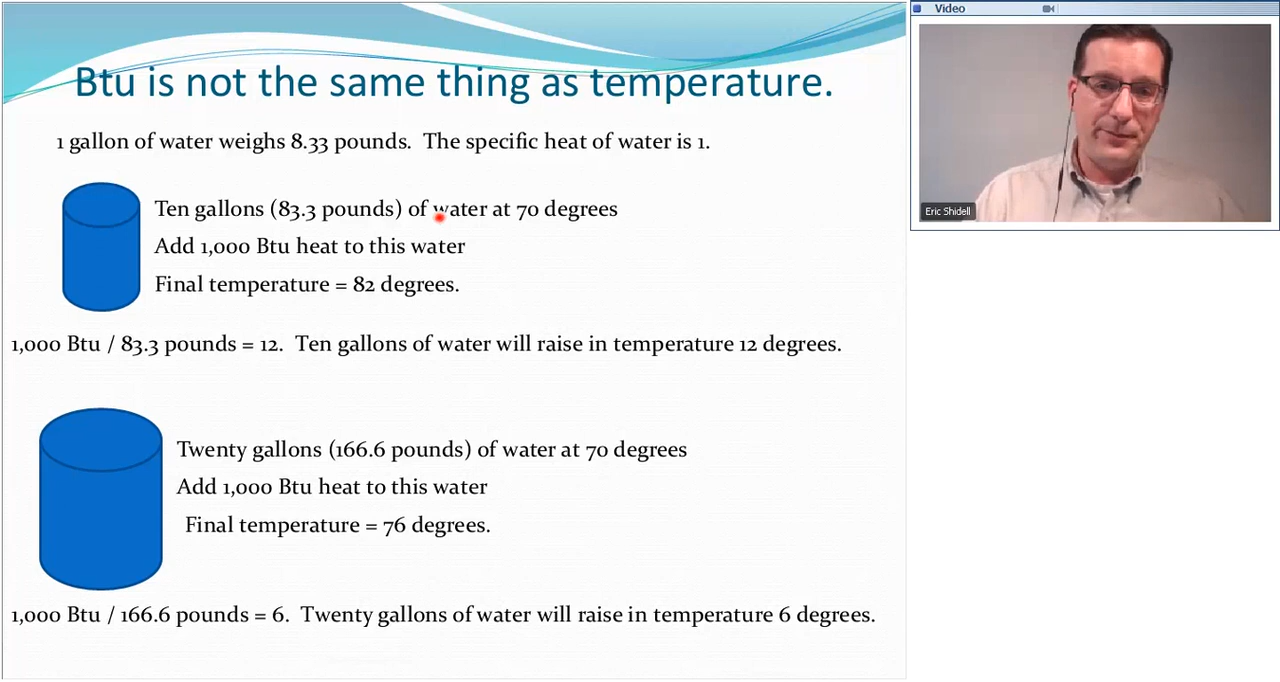 Btu is not the same thing as temperature.
1 gallon of water weighs 8.33 pounds. The specific heat of water is 1.
Ten gallons (83.3 pounds) of water at 70 degrees
Add 1,000 Btu heat to this water
Final temperature = 82 degrees.
1,000 Btu / 83.3 pounds = 12. Ten gallons of water will raise in temperature 12 degrees.
Twenty gallons (166.6 pounds) of water at 70 degrees
Add 1,000 Btu heat to this water
Final temperature = 76 degrees.
1,000 Btu / 166.6 pounds = 6. Twenty gallons of water will raise in temperature 6 degrees.
Video
Eric Shidell